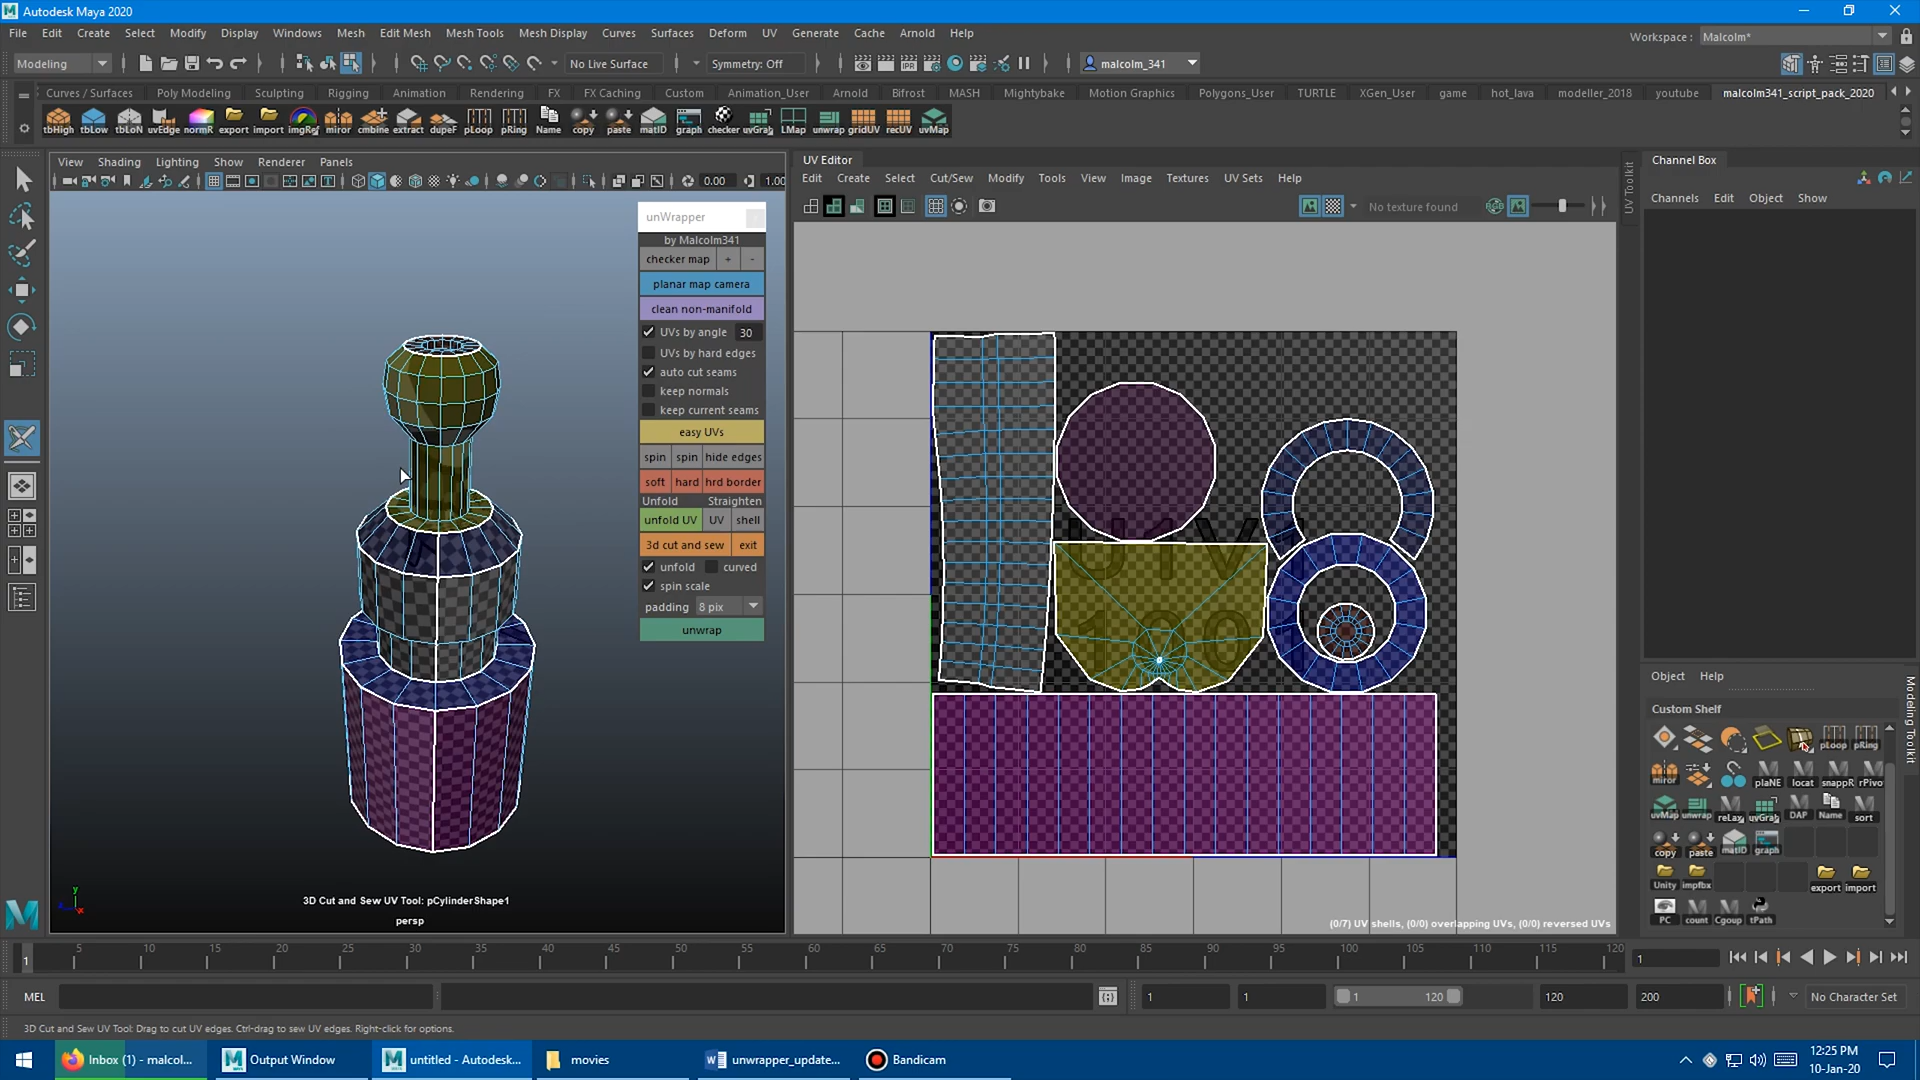 Autodesk Maya 2020
File Edit Create Select Modify Display Windows Mesh Edit Mesh Mesh Tools Mesh Display Curves Surfaces Deform UV Generate Cache Arnold Help
Workspace : Malcolm*
Modeling No Live Surface Symmetry: Off malcolm_341
Curves / Surfaces Poly Modeling Sculpting Rigging Animation Rendering FX FX Caching Custom Animation_User Arnold Bifrost MASH Mightybake Motion Graphics Polygons_User TURTLE XGen_User game hot_lava modeller_2018 youtube malcolm341_script_pack_2020
tbHigh tbLow tbLoN uvEdge normR export import imgRef miror cmbine extract dupeF pLoop pRing Name copy paste matID graph checker uvGral LMap unwrap gridUV recUV uvMap
View Shading Lighting Show Renderer Panels
0.00 1.00
unWrapper
by Malcolm341
checker map + -
planar map camera
clean non-manifold
UVs by angle 30
UVs by hard edges
auto cut seams
keep normals
keep current seams
easy UVs
spin spin hide edges
soft hard hrd border
Unfold Straighten
unfold UV UV shell
3d cut and sew exit
unfold curved
spin scale
padding 8 pix
unwrap
3D Cut and Sew UV Tool: pCylinderShape1
persp
UV Editor
Edit Create Select Cut/Sew Modify Tools View Image Textures UV Sets Help
No texture found
U1V1
1001
(0/7) UV shells, (0/0) overlapping UVs, (0/0) reversed UVs
UV Toolkit
Channel Box
Channels Edit Object Show
Object Help
Custom Shelf
pLoop pRing
miror plaNE locat snappR rPivo
uvMap unwrap reLax uvGral DAP Name sort
copy paste matID graph
Unity impfbx export import
PC count Cgoup tPath
Modeling Toolkit
5 10 15 20 25 30 35 40 45 50 55 60 65 70 75 80 85 90 95 100 105 110 115 120
1 1
MEL 1 1 1 120 120 200 No Character Set
3D Cut and Sew UV Tool: Drag to cut UV edges. Ctrl-drag to sew UV edges. Right-click for options.
Inbox (1) - malcol... Output Window untitled - Autodesk... movies unwrapper_update... Bandicam
12:25 PM
10-Jan-20